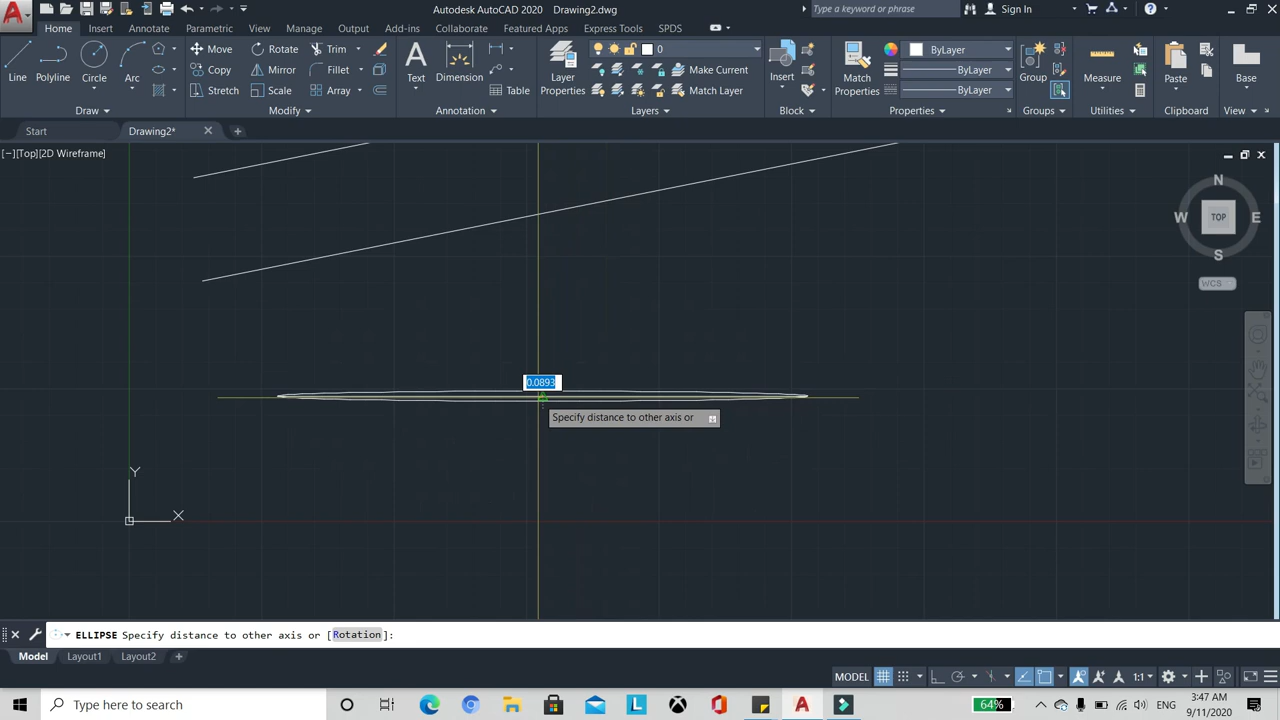 Autodesk AutoCAD 2020 Drawing2.dwg
Type a keyword or phrase
Sign In
Home Insert Annotate Parametric View Manage Output Add-ins Collaborate Featured Apps Express Tools SPDS
Line Polyline Circle Arc
Move Rotate Trim
Copy Mirror Fillet
Stretch Scale Array
Text Dimension Table
Layer Properties
0
Make Current
Match Layer
Insert
Match Properties
ByLayer
ByLayer
ByLayer
Group Measure Paste Base
Draw Modify Annotation Layers Block Properties Groups Utilities Clipboard View
Start Drawing2*
[−][Top][2D Wireframe]
N
W TOP E
S
WCS
0.0893
Specify distance to other axis or
Y
X
ELLIPSE Specify distance to other axis or [Rotation]:
Model Layout1 Layout2
MODEL 1:1
Type here to search
64%
ENG
3:47 AM
9/11/2020